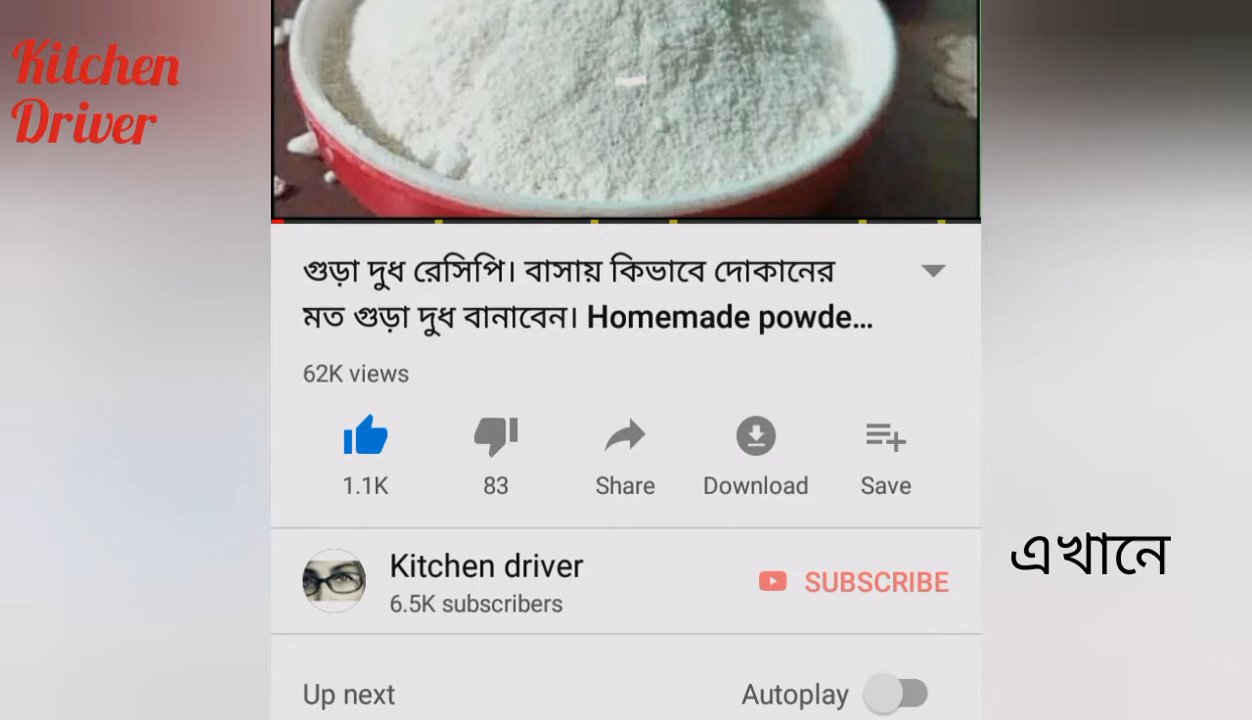 Kitchen
Driver
গুড়া দুধ রেসিপি। বাসায় কিভাবে দোকানের
মত গুড়া দুধ বানাবেন। Homemade powde...
62K views
1.1K
83
Share
Download
Save
Kitchen driver
6.5K subscribers
SUBSCRIBE
এখানে
Up next
Autoplay